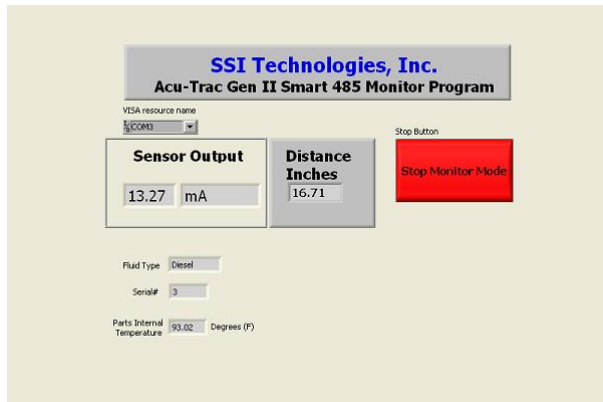 SSI Technologies, Inc.
Acu-Trac Gen II Smart 485 Monitor Program
VISA resource name
COM3
Stop Button
Sensor Output
13.27 mA
Distance
Inches
16.71
Stop Monitor Mode
Fluid Type Diesel
Serial# 3
Parts Internal
Temperature 93.02 Degrees (F)